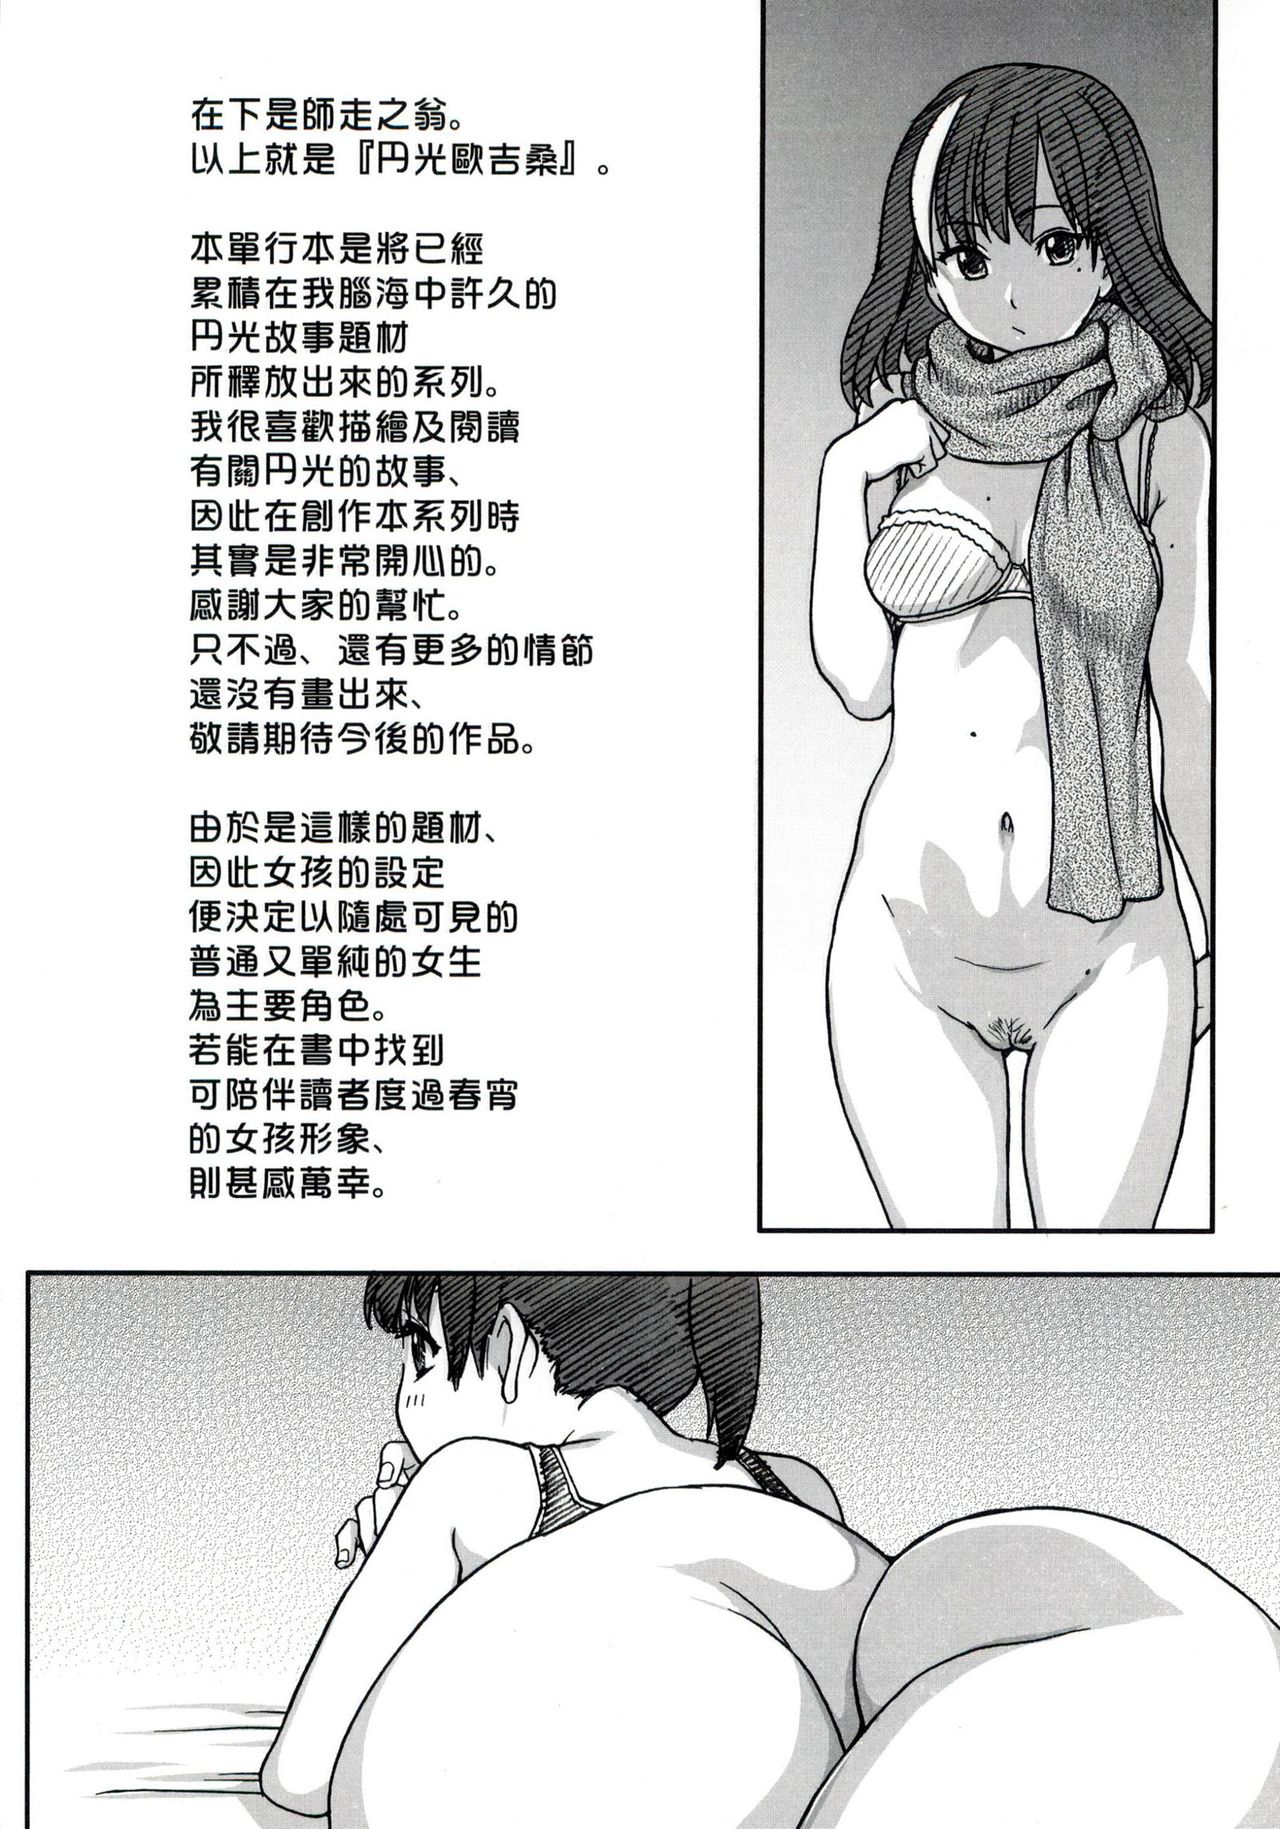 在下是師走之翁。
以上就是『円光歐吉桑』。
本單行本是將已經
累積在我腦海中許久的
円光故事題材
所釋放出來的系列。
我很喜歡描繪及閱讀
有關円光的故事、
因此在創作本系列時
其實是非常開心的。
感謝大家的幫忙。
只不過、還有更多的情節
還沒有畫出來、
敬請期待今後的作品。
由於是這樣的題材、
因此女孩的設定
便決定以隨處可見的
普通又單純的女生
為主要角色。
若能在書中找到
可陪伴讀者度過春宵
的女孩形象、
則甚感萬幸。